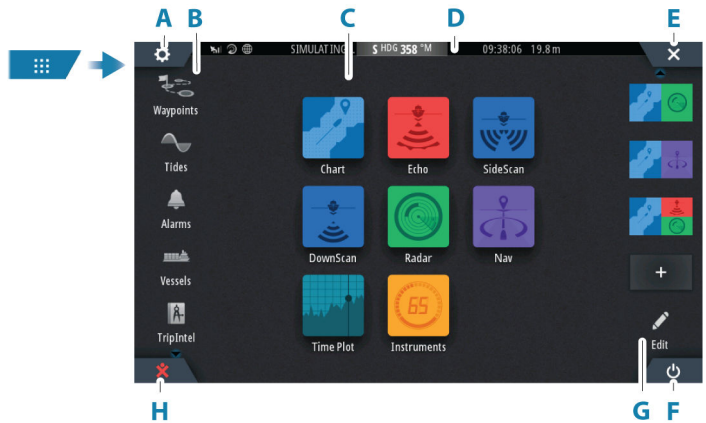 A B C D E
SIMULATING... S HDG 358 °M 09:38:06 19.8 m
Waypoints
Tides
Alarms
Vessels
TripIntel
Chart Echo SideScan
DownScan Radar Nav
65
Time Plot Instruments
+
Edit
H G F